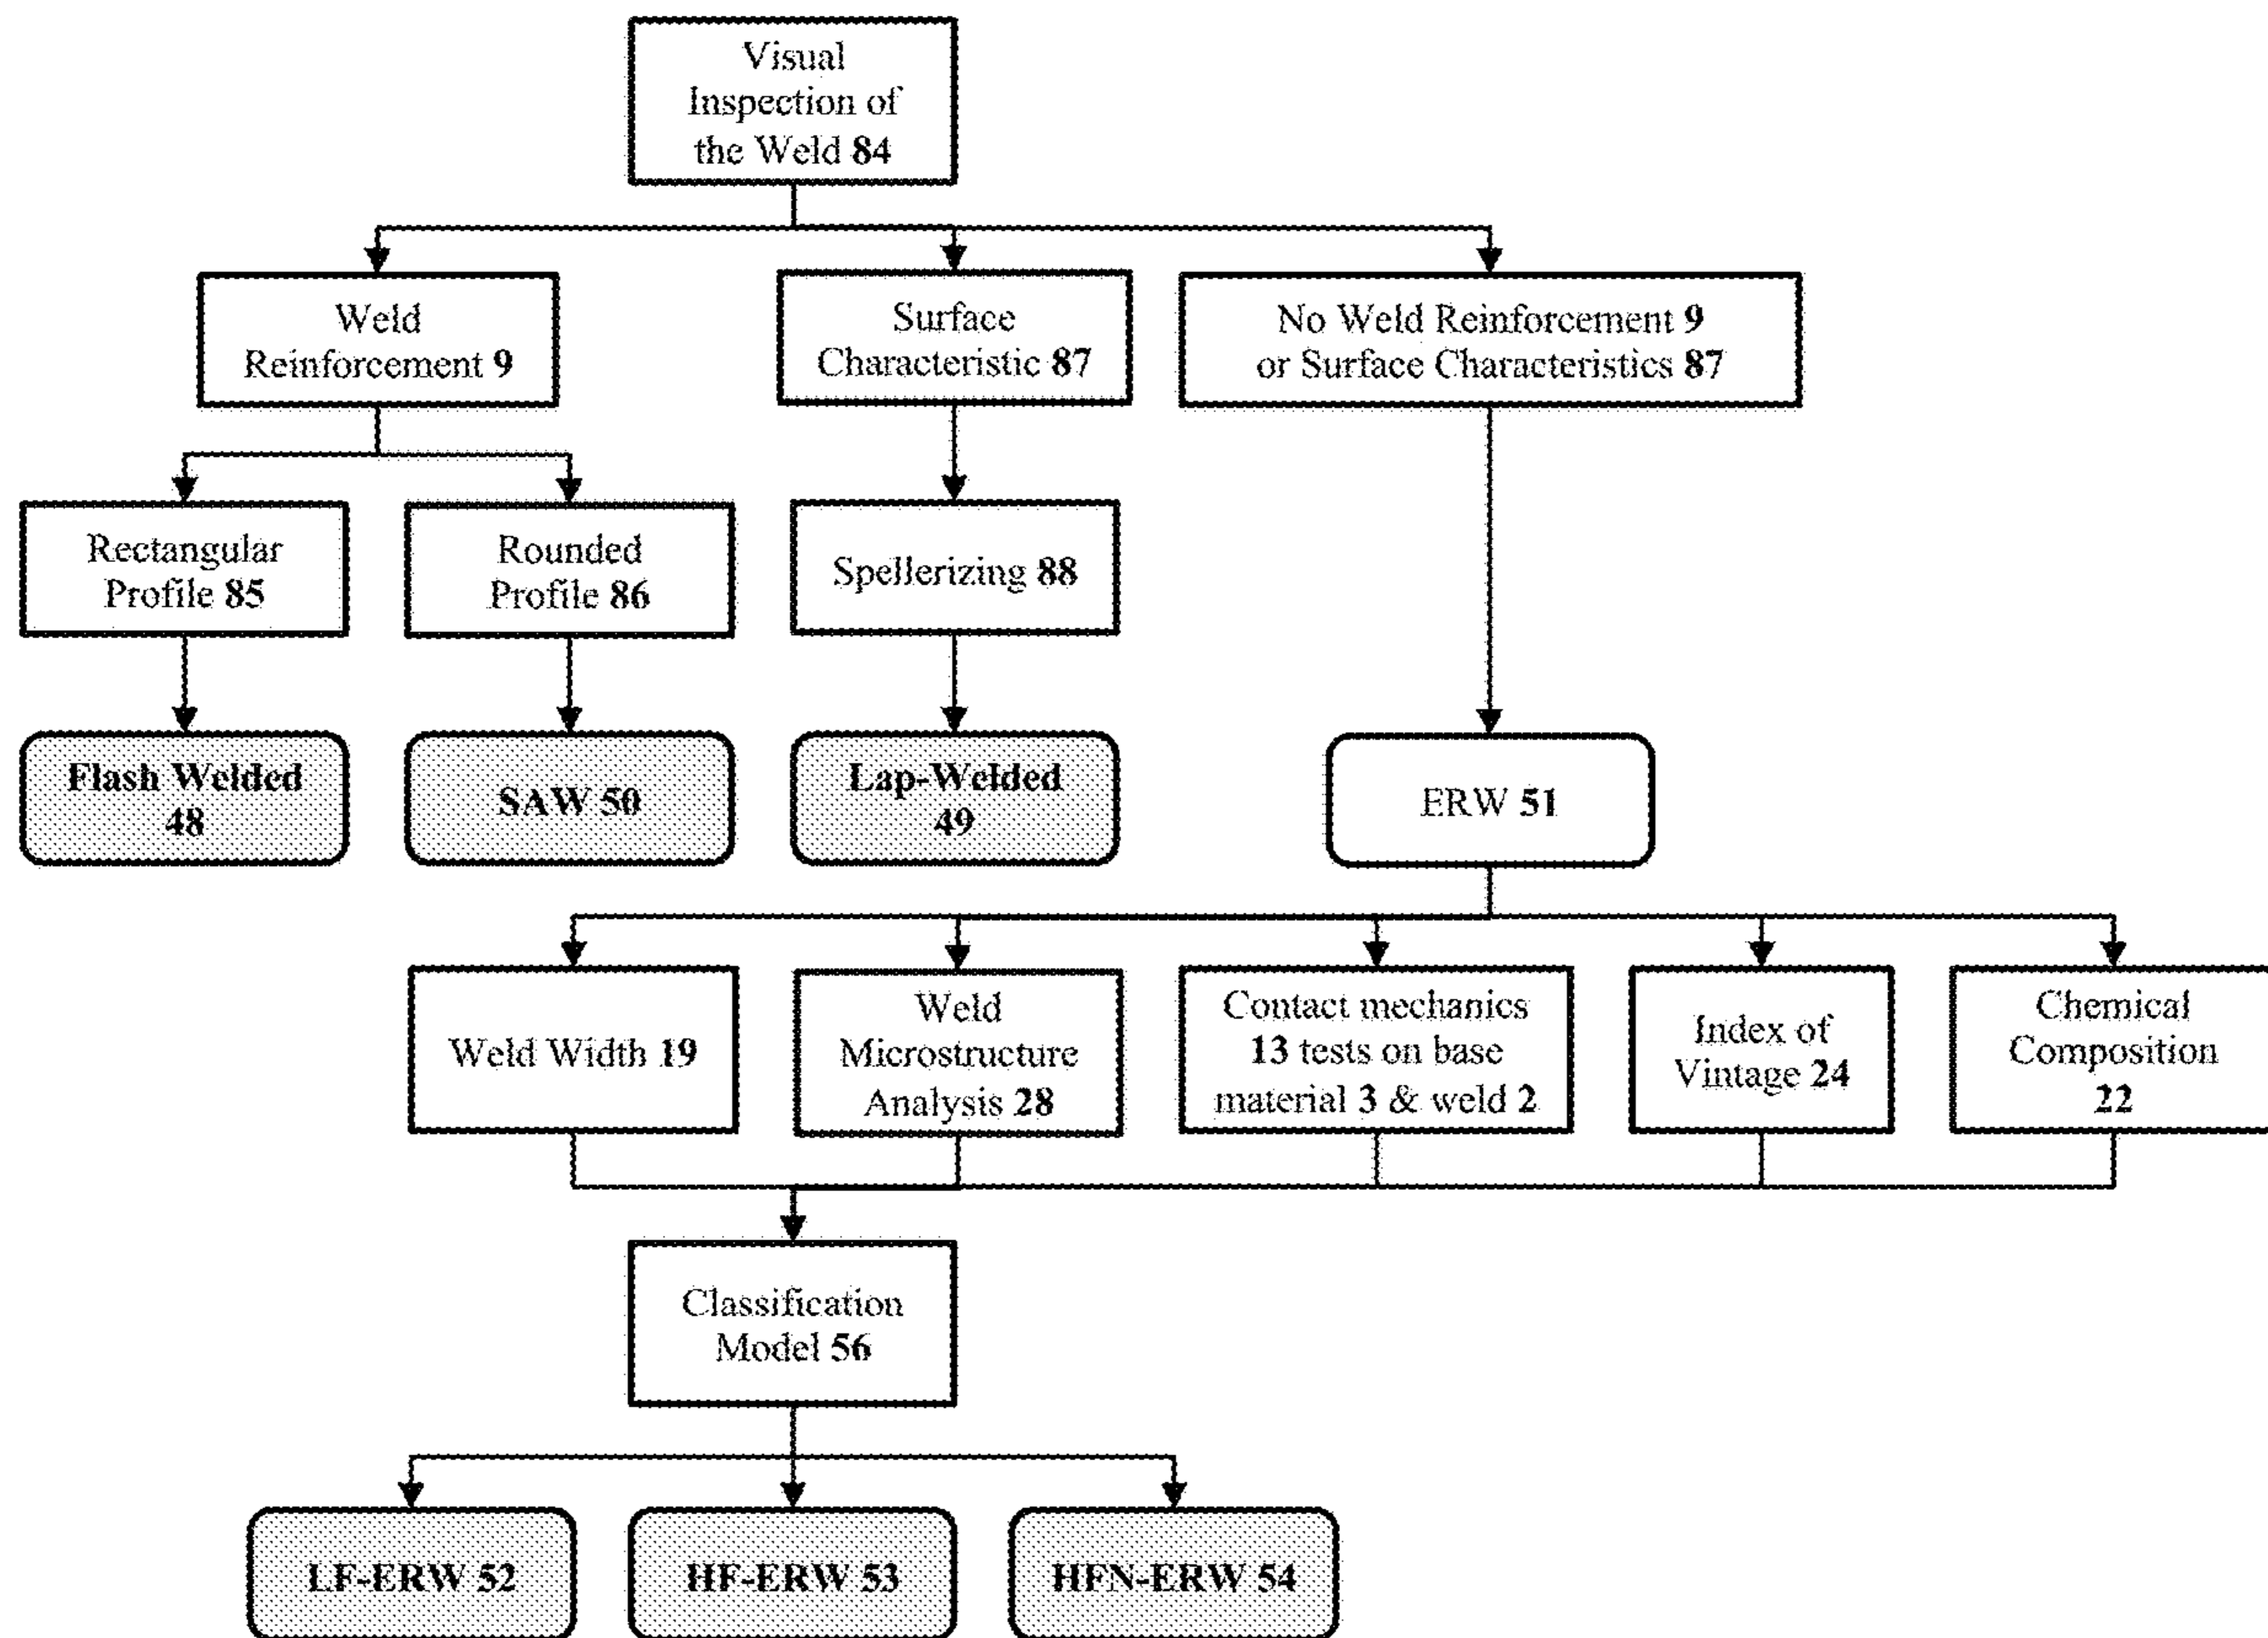 Visual
Inspection of
the Weld 84
Weld
Reinforcement 9
Surface
Characteristic 87
No Weld Reinforcement 9
or Surface Characteristics 87
Rectangular
Profile 85
Rounded
Profile 86
Spellerizing 88
Flash Welded
48
SAW 50
Lap-Welded
49
ERW 51
Weld Width 19
Weld
Microstructure
Analysis 28
Contact mechanics
13 tests on base
material 3 & weld 2
Index of
Vintage 24
Chemical
Composition
22
Classification
Model 56
LF-ERW 52
HF-ERW 53
HFN-ERW 54